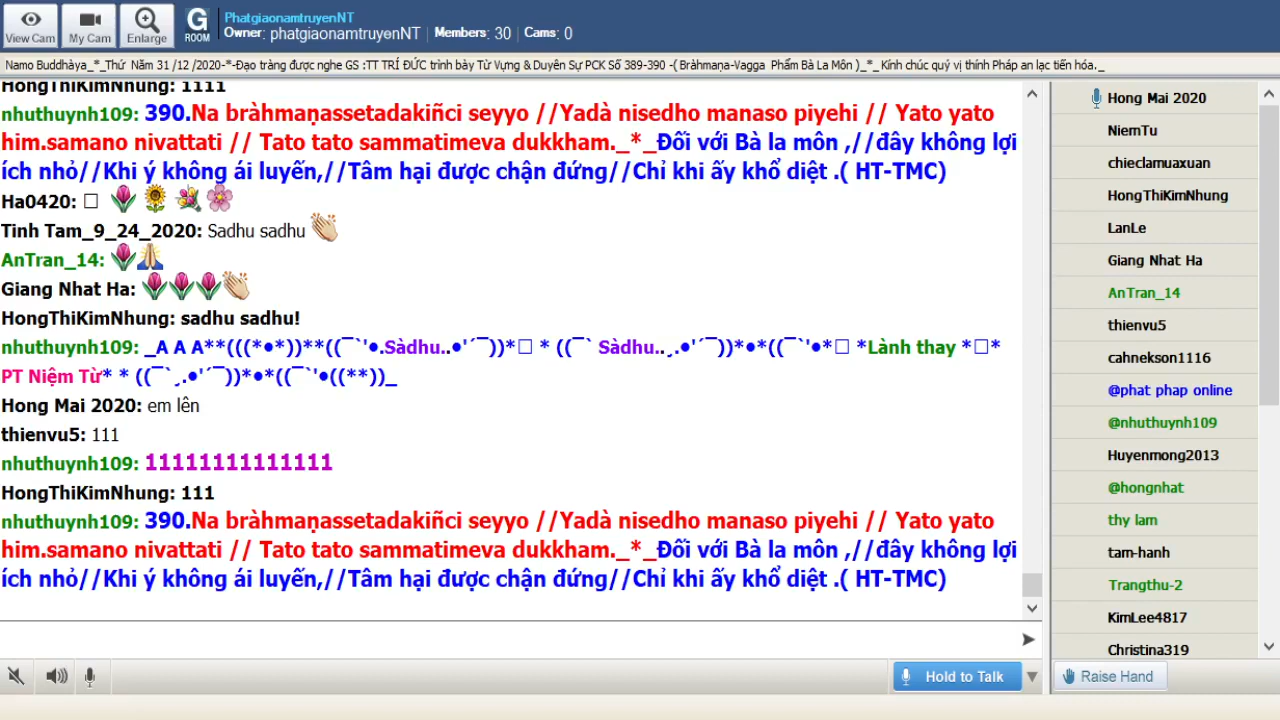 View Cam
My Cam
Enlarge
G
ROOM
PhatgiaonamtruyenNT
Owner: phatgiaonamtruyenNT | Members: 30 | Cams: 0
Namo Buddhàya_*_Thứ Năm 31/12/2020-*-Đạo tràng được nghe GS :TT TRÍ ĐỨC trình bày Từ Vựng & Duyên Sự PCK Số 389-390 -( Bràhmaṇa-Vagga Phẩm Bà La Môn )_*_ Kính chúc quý vị thính Pháp an lạc tiến hóa._
HongThiKimNhung: 1111
nhuthuynh109: 390.Na bràhmaṇassetadakiñci seyyo //Yadà nisedho manaso piyehi // Yato yato
him.samano nivattati // Tato tato sammatimeva dukkham._*_Đối với Bà la môn ,//đây không lợi
ích nhỏ//Khi ý không ái luyến,//Tâm hại được chận đứng//Chỉ khi ấy khổ diệt .( HT-TMC)
Ha0420:
Tinh Tam_9_24_2020: Sadhu sadhu
AnTran_14:
Giang Nhat Ha:
HongThiKimNhung: sadhu sadhu!
nhuthuynh109: _A A A**(((*•*))**((¯`'•.Sàdhu..•'´¯))*□ * ((¯` Sàdhu..¸.•'´¯))*•*((¯`'•*□ *Lành thay *□*
PT Niệm Từ* * ((¯`¸.•'´¯))*•*((¯`'•((**))_
Hong Mai 2020: em lên
thienvu5: 111
nhuthuynh109: 11111111111111
HongThiKimNhung: 111
nhuthuynh109: 390.Na bràhmaṇassetadakiñci seyyo //Yadà nisedho manaso piyehi // Yato yato
him.samano nivattati // Tato tato sammatimeva dukkham._*_Đối với Bà la môn ,//đây không lợi
ích nhỏ//Khi ý không ái luyến,//Tâm hại được chận đứng//Chỉ khi ấy khổ diệt .( HT-TMC)
Hold to Talk
Hong Mai 2020
NiemTu
chieclamuaxuan
HongThiKimNhung
LanLe
Giang Nhat Ha
AnTran_14
thienvu5
cahnekson1116
@phat phap online
@nhuthuynh109
Huyenmong2013
@hongnhat
thy lam
tam-hanh
Trangthu-2
KimLee4817
Christina319
Raise Hand